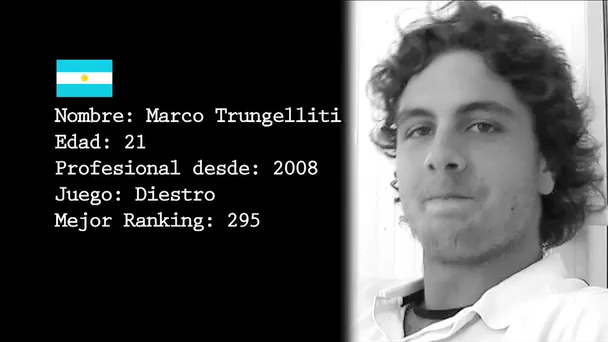 Nombre: Marco Trungelliti
Edad: 21
Profesional desde: 2008
Juego: Diestro
Mejor Ranking: 295